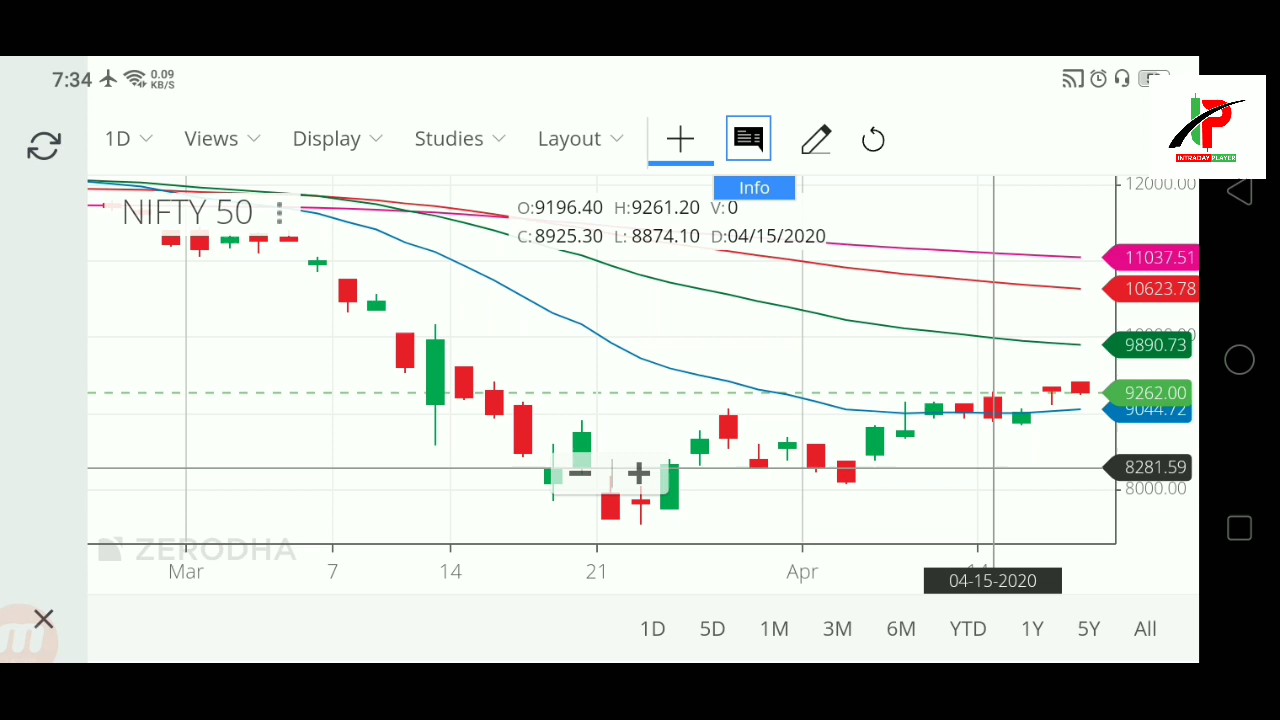 7:34 0.09
KB/S
1D Views Display Studies Layout
INTRADAY PLAYER
Info
NIFTY 50
O:9196.40 H:9261.20 V:0
C:8925.30 L:8874.10 D:04/15/2020
12000.00
11037.51
10623.78
9890.73
9262.00
9044.72
8281.59
8000.00
ZERODHA
Mar 7 14 21 Apr
04-15-2020
1D 5D 1M 3M 6M YTD 1Y 5Y All